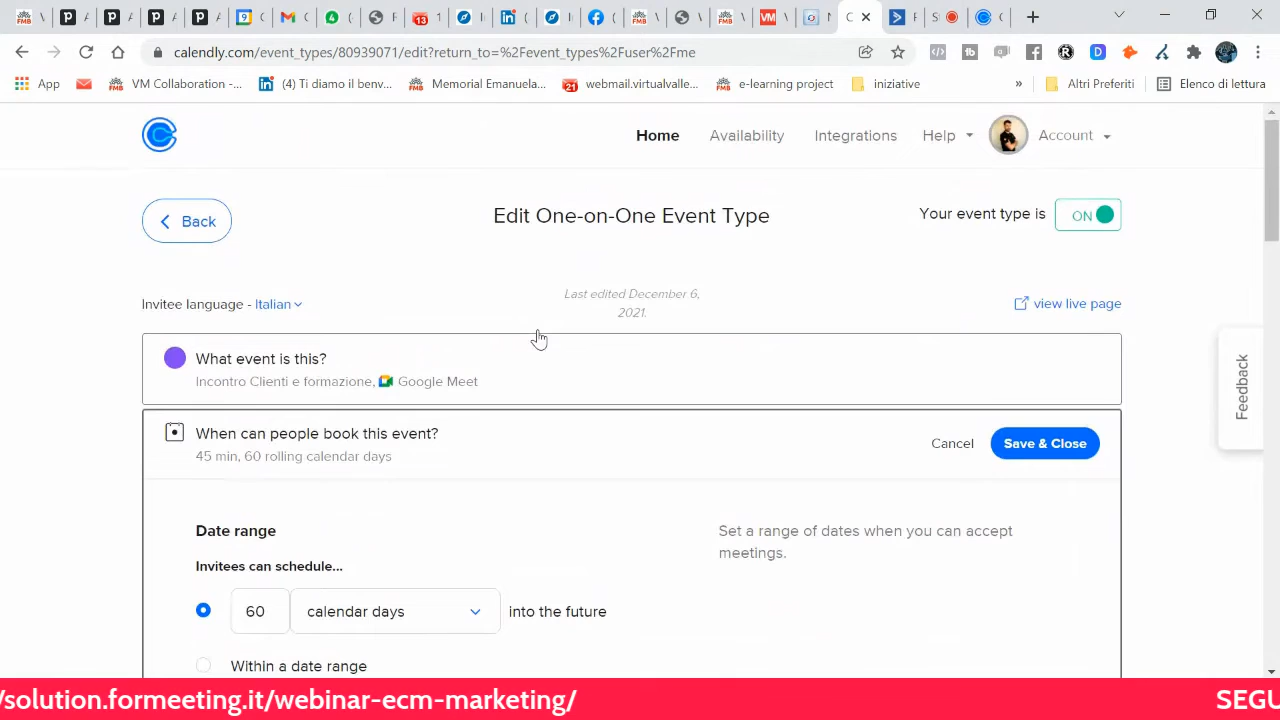 calendly.com/event_types/80939071/edit?return_to=%2Fevent_types%2Fuser%2Fme
App
VM Collaboration -...
(4) Ti diamo il benv...
Memorial Emanuela...
webmail.virtualvalle...
e-learning project
iniziative
»
Altri Preferiti
Elenco di lettura
Home
Availability
Integrations
Help
Account
Back
Edit One-on-One Event Type
Your event type is
ON
Invitee language - Italian
Last edited December 6,
2021.
view live page
What event is this?
Incontro Clienti e formazione, Google Meet
When can people book this event?
45 min, 60 rolling calendar days
Cancel
Save & Close
Date range
Set a range of dates when you can accept
meetings.
Invitees can schedule...
60
calendar days
into the future
Within a date range
Feedback
/solution.formeeting.it/webinar-ecm-marketing/
SEGU